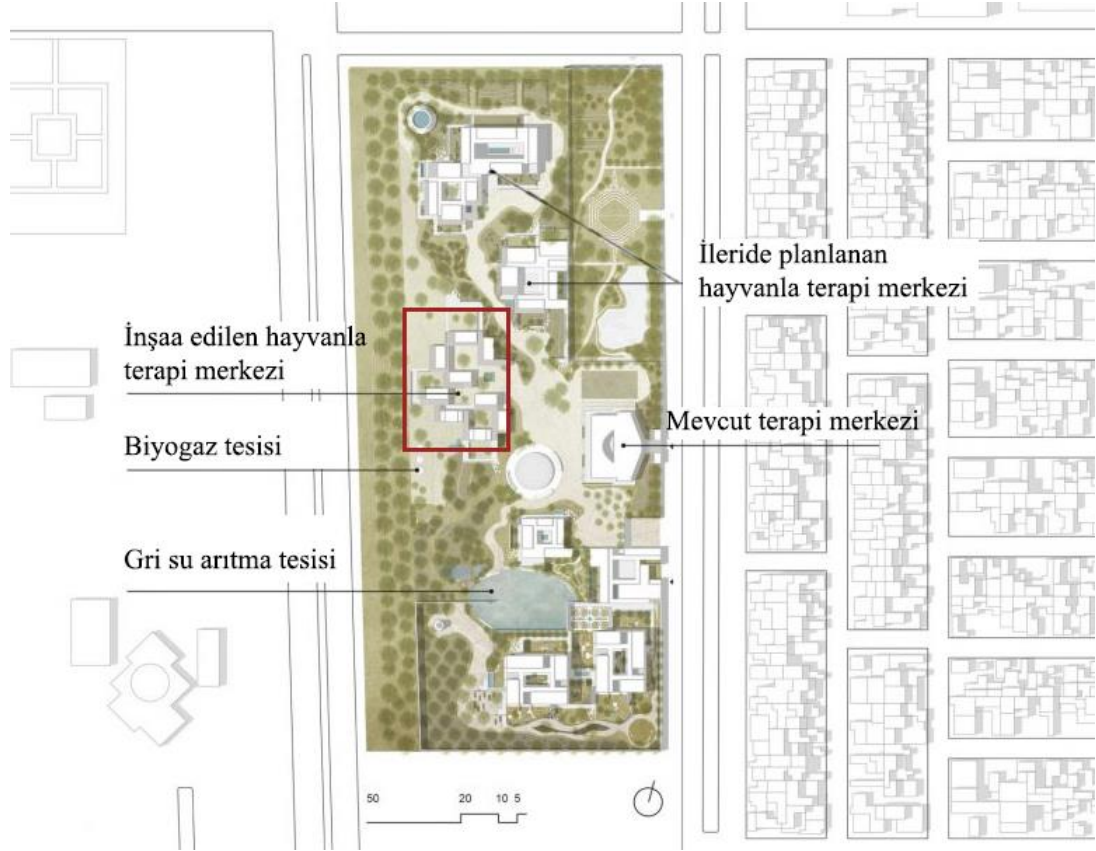 İleride planlanan
hayvanla terapi merkezi
İnşaa edilen hayvanla
terapi merkezi
Mevcut terapi merkezi
Biyogaz tesisi
Gri su arıtma tesisi
50 20 10 5